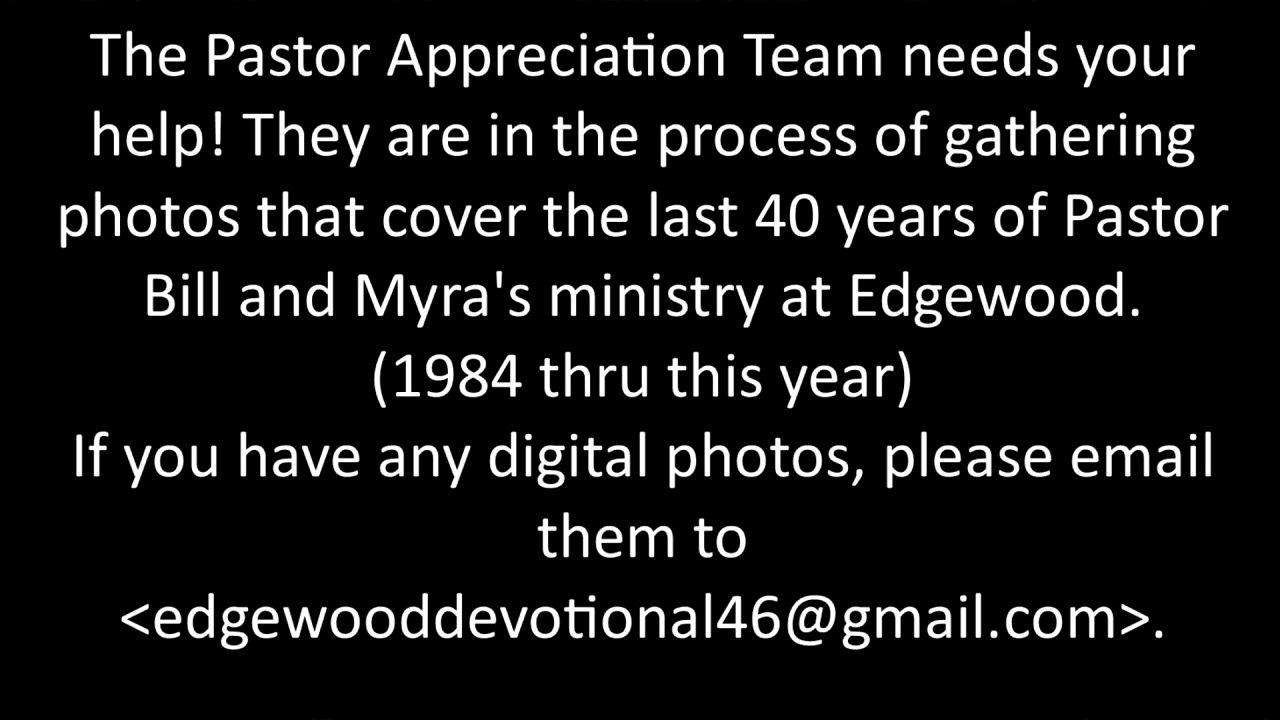 The Pastor Appreciation Team needs your
help! They are in the process of gathering
photos that cover the last 40 years of Pastor
Bill and Myra's ministry at Edgewood.
(1984 thru this year)
If you have any digital photos, please email
them to
<edgewooddevotional46@gmail.com>.